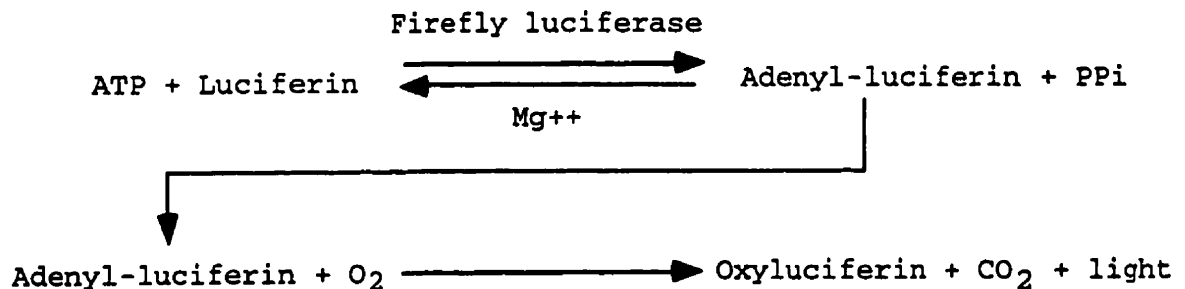 Firefly luciferase
ATP + Luciferin Adenyl-luciferin + PPi
Mg++
Adenyl-luciferin + O₂ Oxyluciferin + CO₂ + light